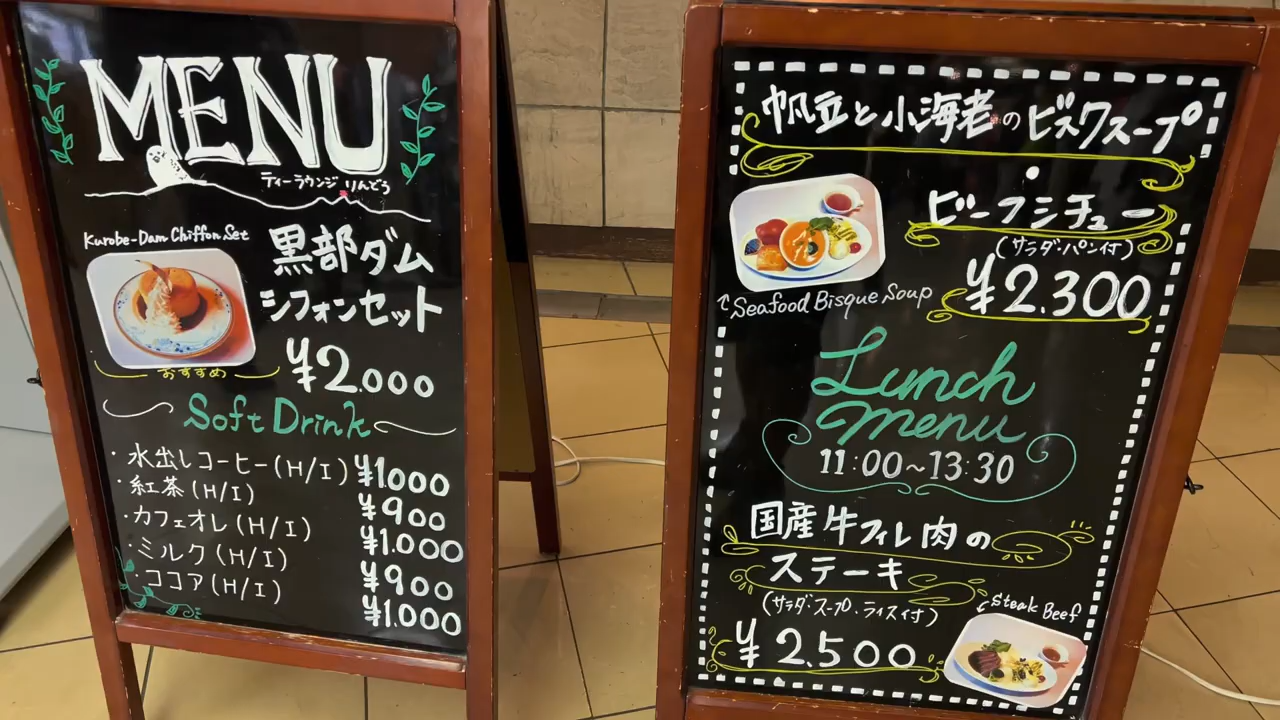 MENU
ティーラウンジ りんどう
Kurobe-Dam Chiffon Set
黒部ダム
シフォンセット
¥2.000
おすすめ
Soft Drink
・水出しコーヒー(H/I) ¥1.000
・紅茶(H/I) ¥900
・カフェオレ(H/I) ¥1.000
・ミルク(H/I) ¥900
・ココア(H/I) ¥1.000
帆立と小海老のビスクスープ
・
ビーフシチュー
(サラダ・パン付)
¥2.300
Seafood Bisque Soup
Lunch
menu
11:00~13:30
国産牛フィレ肉の
ステーキ
(サラダ・スープ・ライス付)
Steak Beef
¥2.500